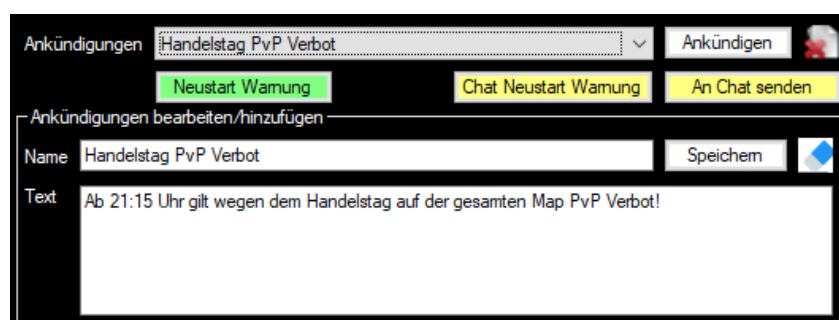 Ankündigungen Handelstag PvP Verbot Ankündigen
Neustart Warnung Chat Neustart Warnung An Chat senden
Ankündigungen bearbeiten/hinzufügen
Name Handelstag PvP Verbot Speichern
Text Ab 21:15 Uhr gilt wegen dem Handelstag auf der gesamten Map PvP Verbot!